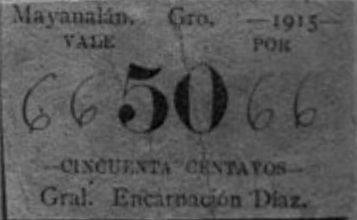 Mayanalán, Gro. —1915—
VALE POR
66 50 66
—CINCUENTA CENTAVOS—
Gral. Encarnación Díaz.